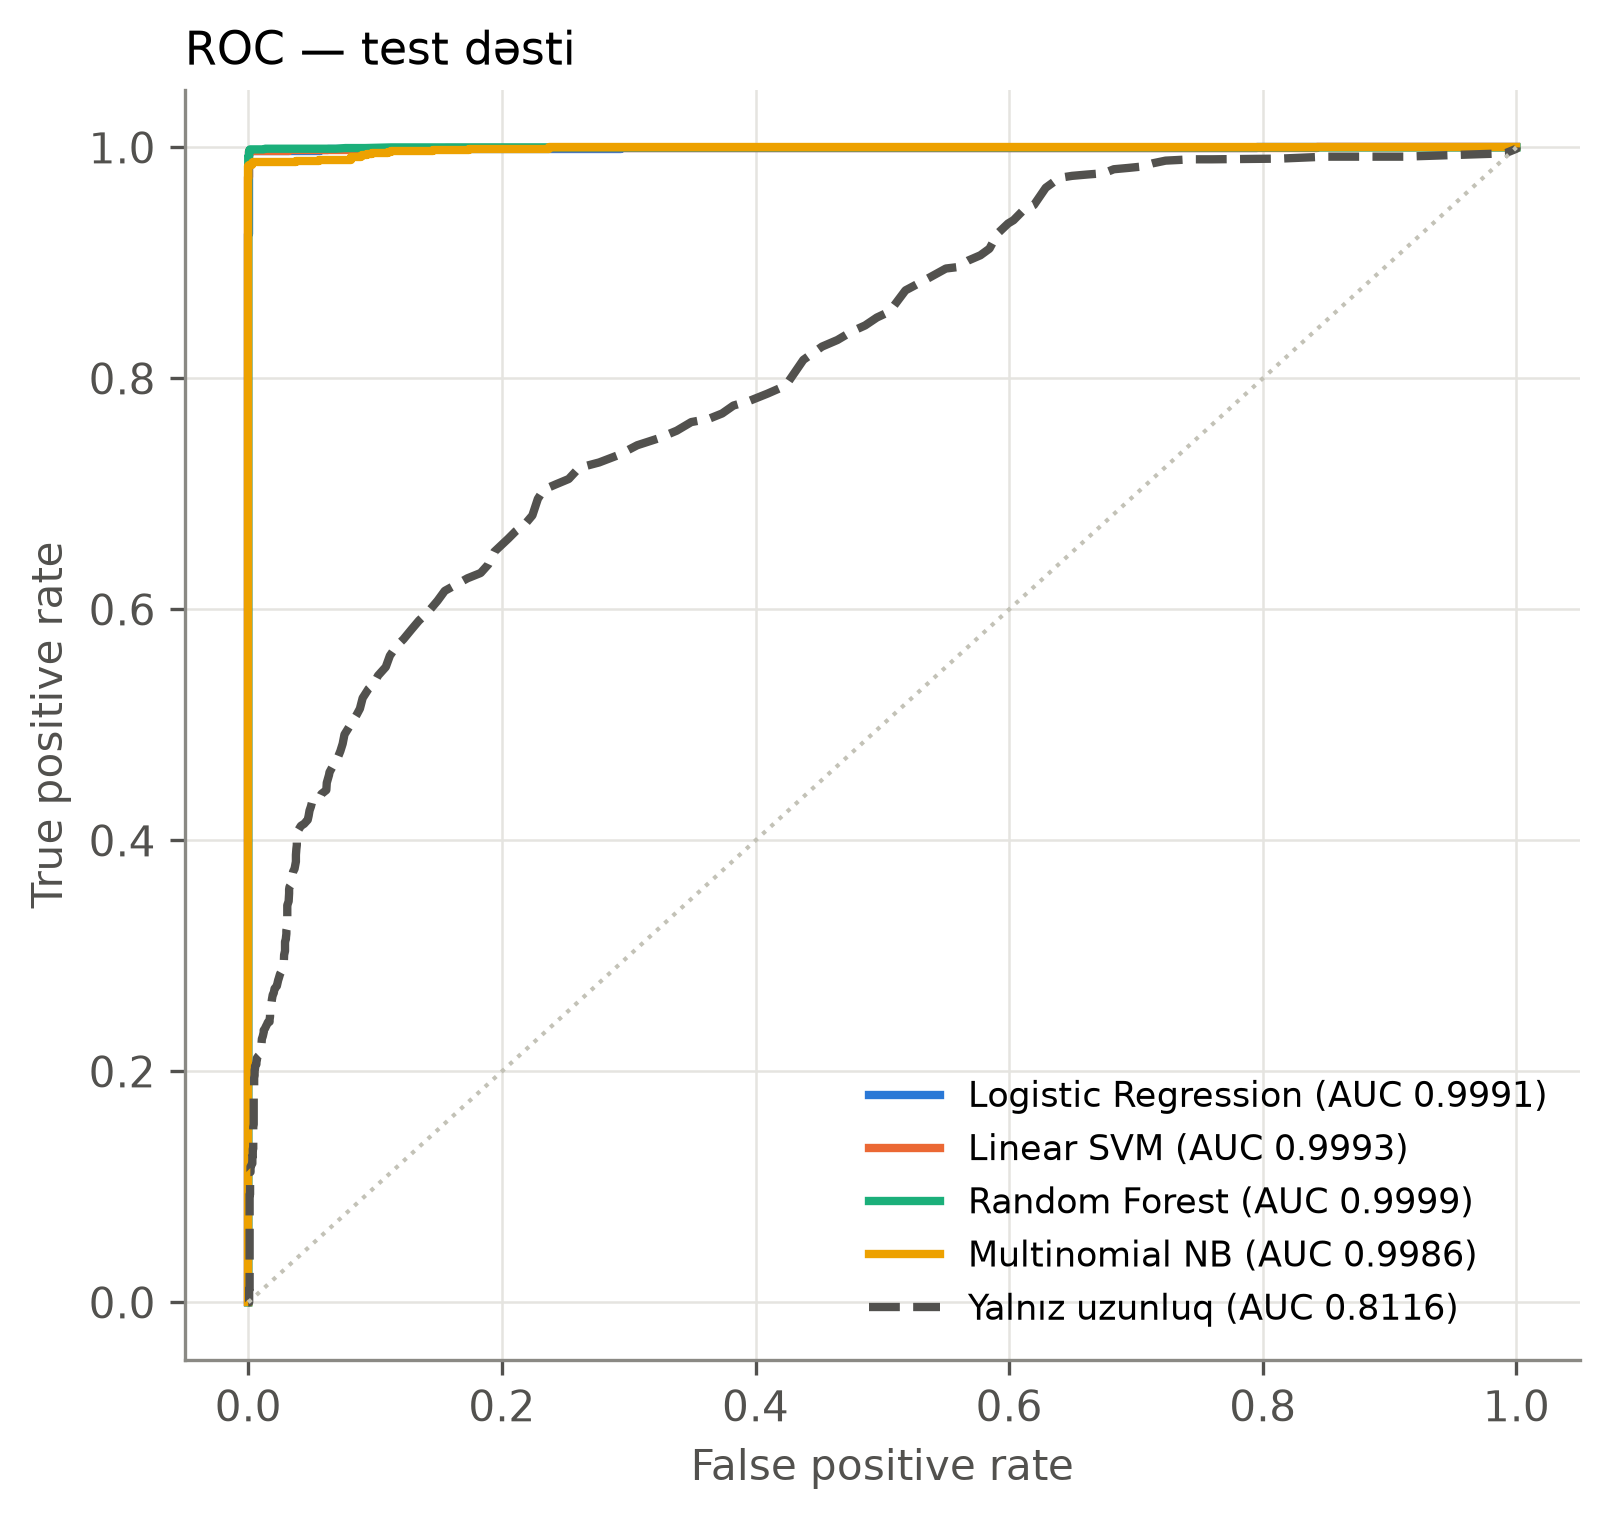 ROC — test dəsti
True positive rate
1.0
0.8
0.6
0.4
0.2
0.0
Logistic Regression (AUC 0.9991)
Linear SVM (AUC 0.9993)
Random Forest (AUC 0.9999)
Multinomial NB (AUC 0.9986)
Yalnız uzunluq (AUC 0.8116)
0.0 0.2 0.4 0.6 0.8 1.0
False positive rate